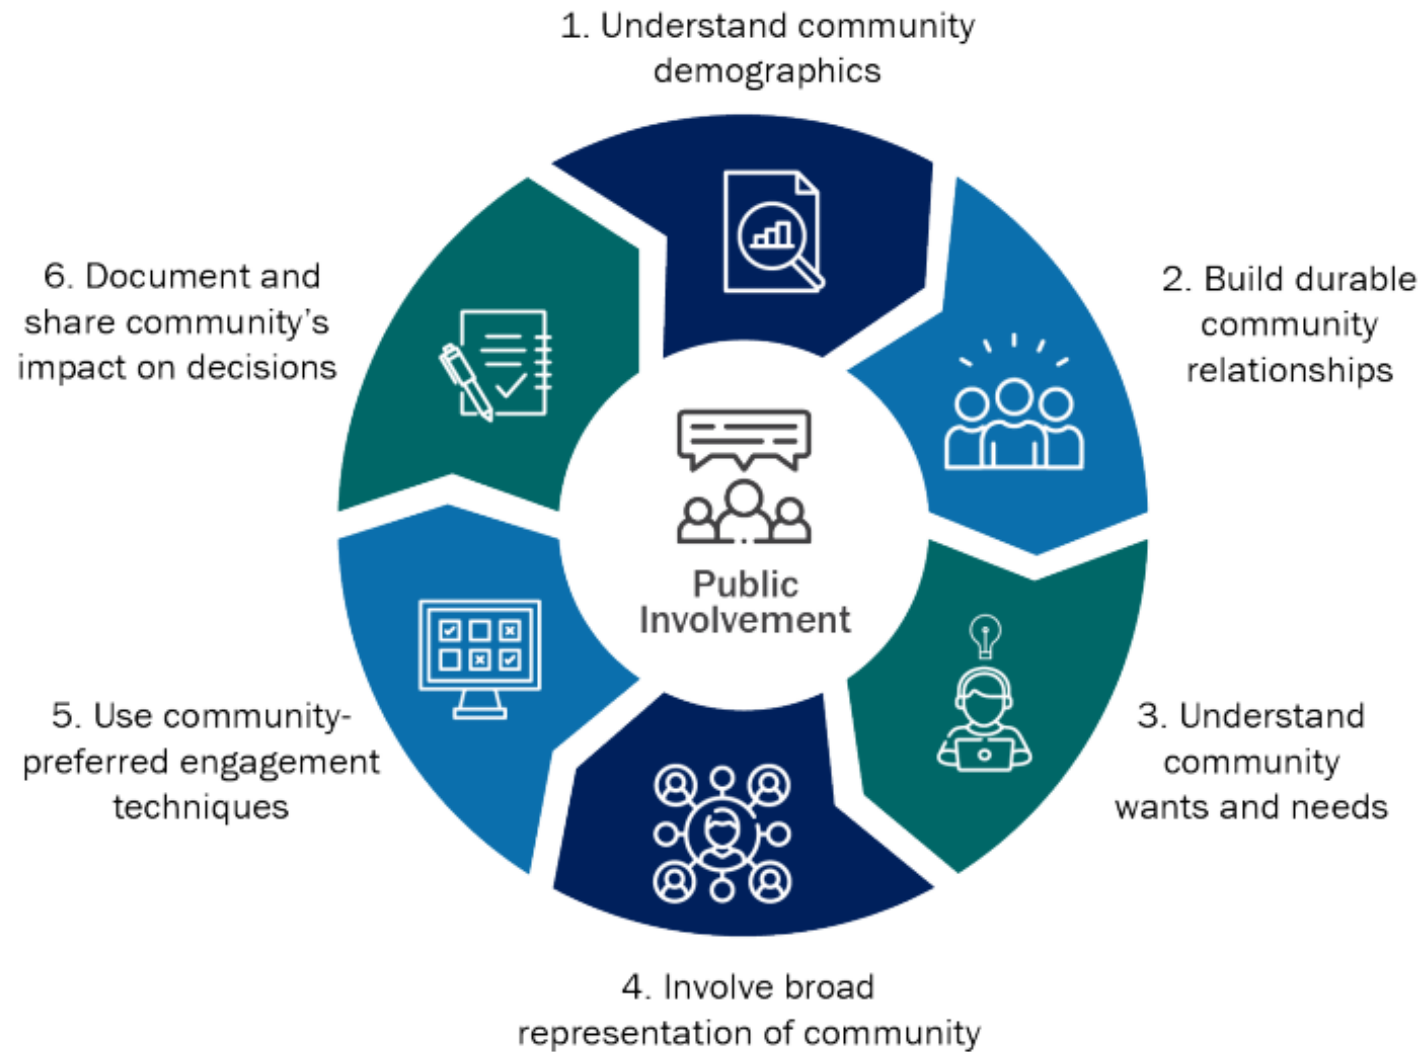 1. Understand community
demographics
2. Build durable
community
relationships
3. Understand
community
wants and needs
4. Involve broad
representation of community
5. Use community-
preferred engagement
techniques
6. Document and
share community's
impact on decisions
Public
Involvement